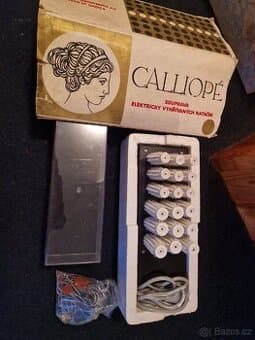 CALLIOPÉ
SOUPRAVA
ELEKTRICKY VYHŘÍVANÝCH NATÁČEK
Bazos.cz